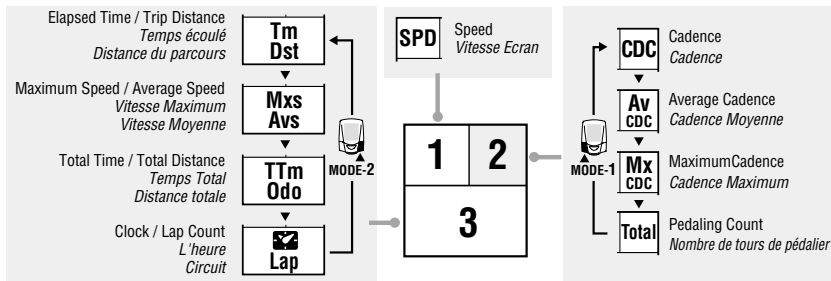 Elapsed Time / Trip Distance
Temps écoulé
Distance du parcours
Tm
Dst
Maximum Speed / Average Speed
Vitesse Maximum
Vitesse Moyenne
Mxs
Avs
Total Time / Total Distance
Temps Total
Distance totale
TTm
Odo
Clock / Lap Count
L'heure
Circuit
Lap
MODE-2
SPD
Speed
Vitesse Ecran
1
2
3
MODE-1
CDC
Cadence
Cadence
Av
CDC
Average Cadence
Cadence Moyenne
Mx
CDC
MaximumCadence
Cadence Maximum
Total
Pedaling Count
Nombre de tours de pédalier